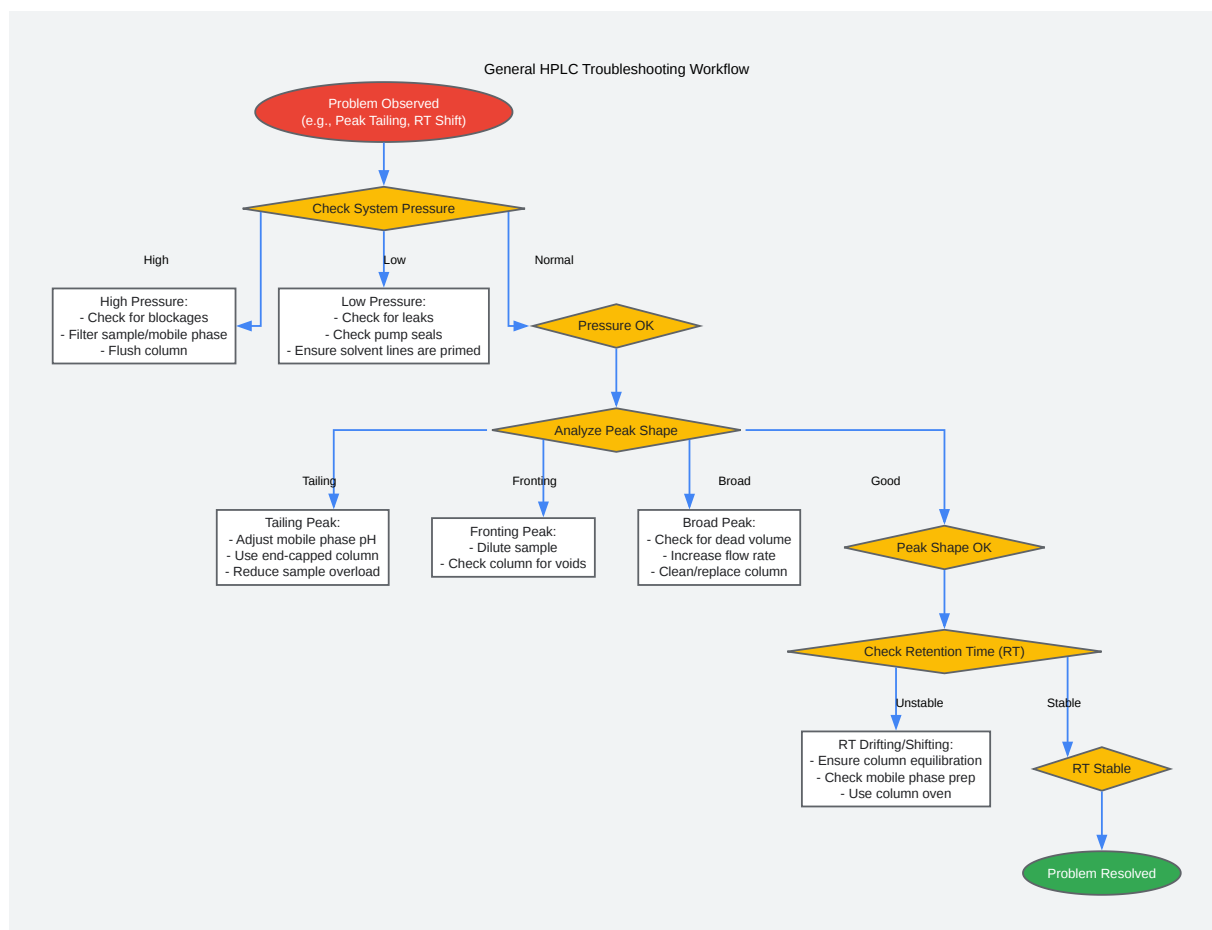 General HPLC Troubleshooting Workflow
Problem Observed
(e.g., Peak Tailing, RT Shift)
Check System Pressure
High
Low
Normal
High Pressure:
- Check for blockages
- Filter sample/mobile phase
- Flush column
Low Pressure:
- Check for leaks
- Check pump seals
- Ensure solvent lines are primed
Pressure OK
Analyze Peak Shape
Tailing
Fronting
Broad
Good
Tailing Peak:
- Adjust mobile phase pH
- Use end-capped column
- Reduce sample overload
Fronting Peak:
- Dilute sample
- Check column for voids
Broad Peak:
- Check for dead volume
- Increase flow rate
- Clean/replace column
Peak Shape OK
Check Retention Time (RT)
Unstable
Stable
RT Drifting/Shifting:
- Ensure column equilibration
- Check mobile phase prep
- Use column oven
RT Stable
Problem Resolved